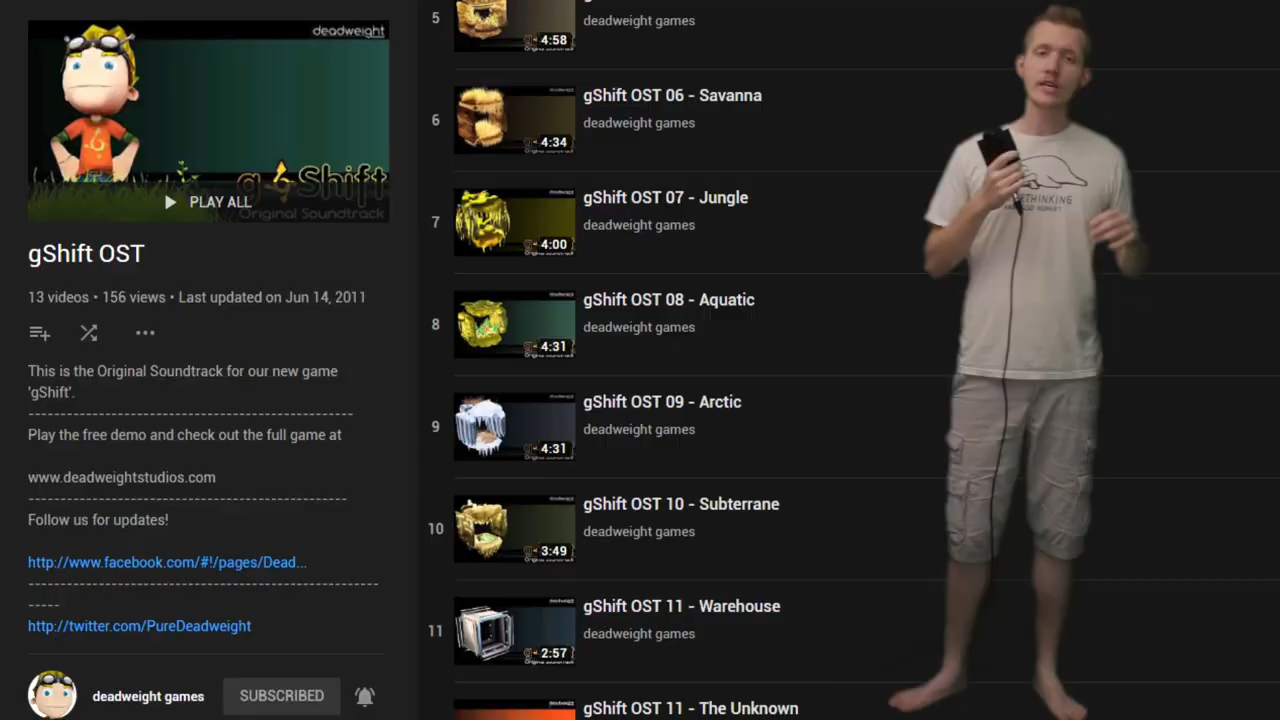 deadweight
g Shift
Original Soundtrack
PLAY ALL
gShift OST
13 videos • 156 views • Last updated on Jun 14, 2011
This is the Original Soundtrack for our new game
'gShift'.
--------------------------------------------------
Play the free demo and check out the full game at
www.deadweightstudios.com
-------------------------------------------------
Follow us for updates!
http://www.facebook.com/#!/pages/Dead...
------------------------------------------------------
-----
http://twitter.com/PureDeadweight
deadweight games
SUBSCRIBED
5
4:58
deadweight games
6
4:34
gShift OST 06 - Savanna
deadweight games
7
4:00
gShift OST 07 - Jungle
deadweight games
8
4:31
gShift OST 08 - Aquatic
deadweight games
9
4:31
gShift OST 09 - Arctic
deadweight games
10
3:49
gShift OST 10 - Subterrane
deadweight games
11
2:57
gShift OST 11 - Warehouse
deadweight games
gShift OST 11 - The Unknown